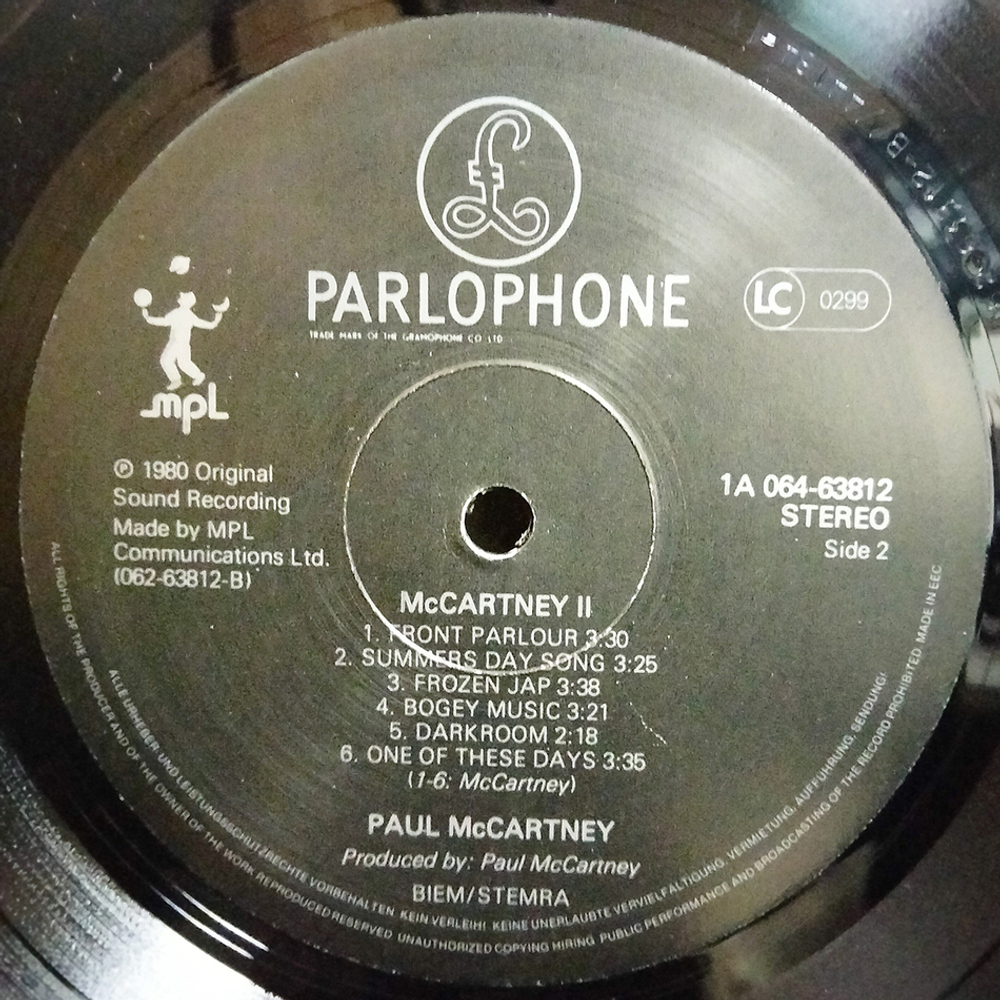 PARLOPHONE
TRADE MARK OF THE GRAMOPHONE CO LTD
LC 0299
mpL
℗ 1980 Original
Sound Recording
Made by MPL
Communications Ltd.
(062-63812-B)
1A 064-63812
STEREO
Side 2
McCARTNEY II
1. FRONT PARLOUR 3:30
2. SUMMERS DAY SONG 3:25
3. FROZEN JAP 3:38
4. BOGEY MUSIC 3:21
5. DARKROOM 2:18
6. ONE OF THESE DAYS 3:35
(1-6: McCartney)
PAUL McCARTNEY
Produced by: Paul McCartney
BIEM/STEMRA
ALLE URHEBER- UND LEISTUNGSSCHUTZRECHTE VORBEHALTEN. KEIN VERLEIH! KEINE UNERLAUBTE VERVIELFÄLTIGUNG, VERMIETUNG, AUFFÜHRUNG, SENDUNG!
ALL RIGHTS OF THE PRODUCER AND OF THE OWNER OF THE WORK REPRODUCED RESERVED UNAUTHORIZED COPYING HIRING PUBLIC PERFORMANCE AND BROADCASTING OF THE RECORD PROHIBITED MADE IN EEC